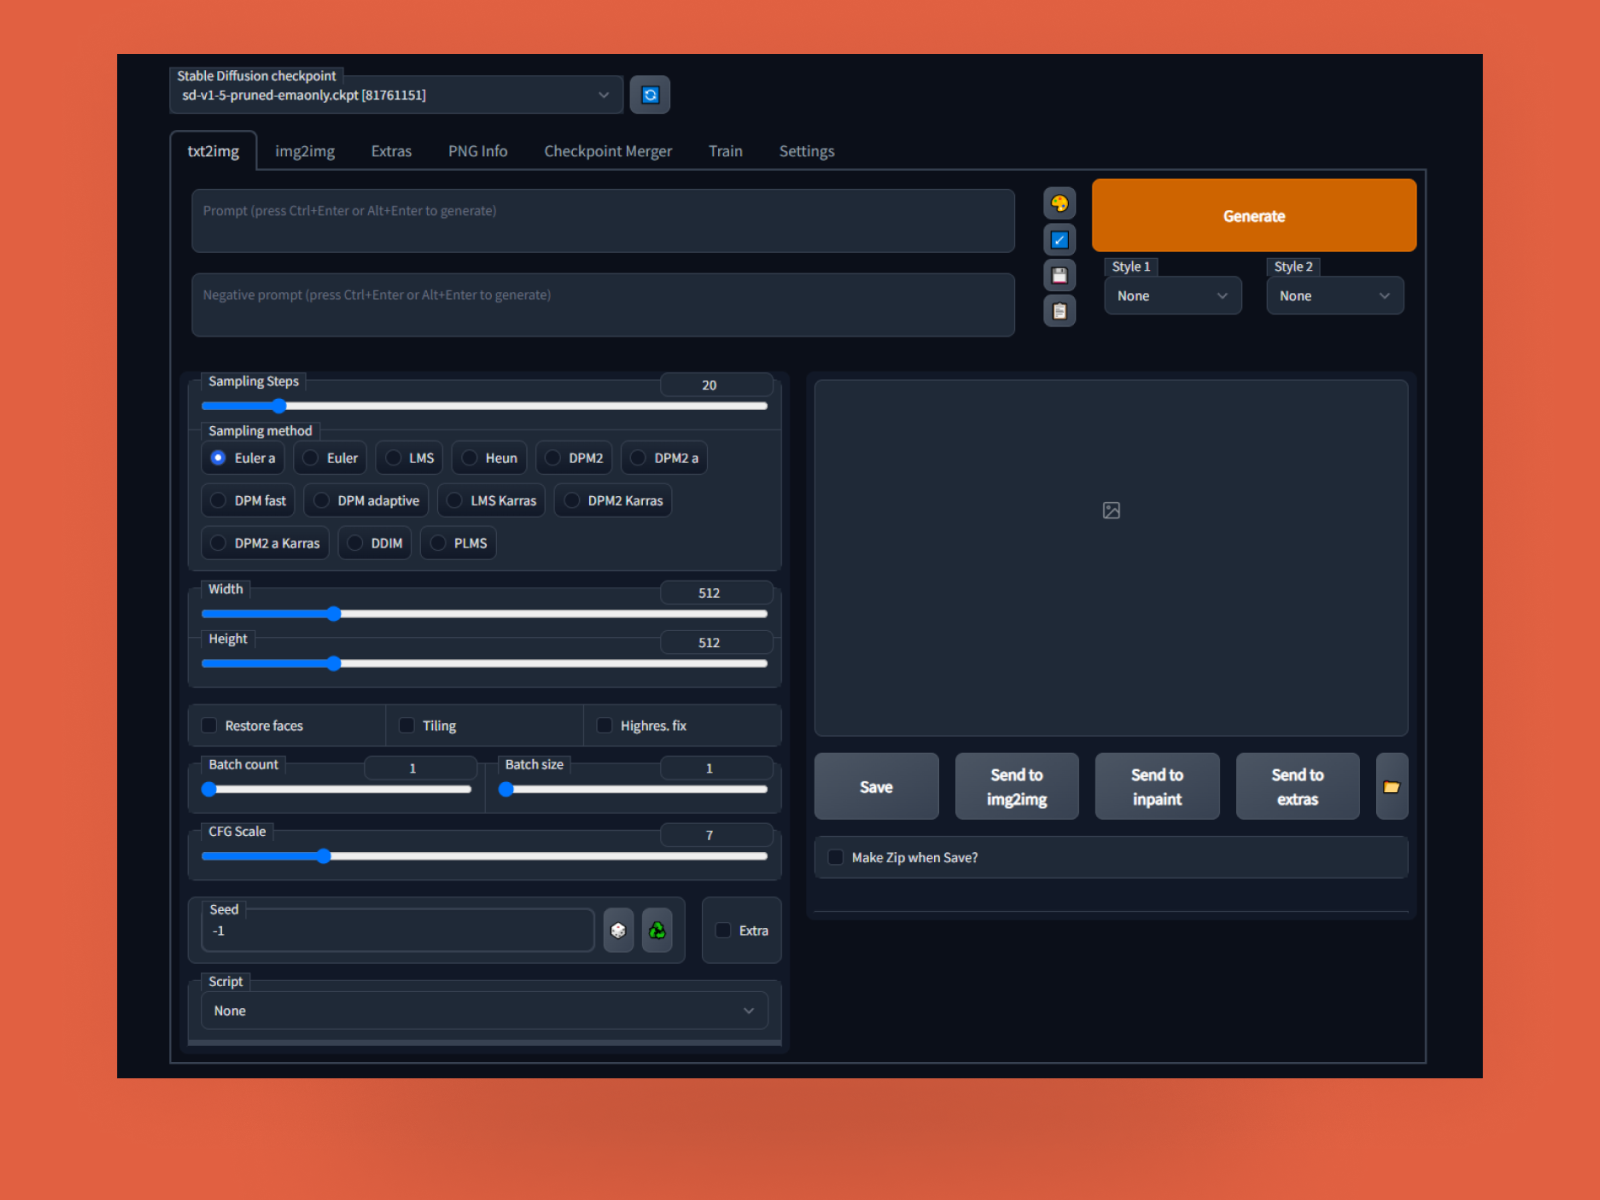 Stable Diffusion checkpoint
sd-v1-5-pruned-emaonly.ckpt [81761151]
txt2img img2img Extras PNG Info Checkpoint Merger Train Settings
Prompt (press Ctrl+Enter or Alt+Enter to generate)
Generate
Negative prompt (press Ctrl+Enter or Alt+Enter to generate)
Style 1 Style 2
None None
Sampling Steps 20
Sampling method
Euler a Euler LMS Heun DPM2 DPM2 a
DPM fast DPM adaptive LMS Karras DPM2 Karras
DPM2 a Karras DDIM PLMS
Width 512
Height 512
Restore faces Tiling Highres. fix
Batch count 1 Batch size 1
CFG Scale 7
Seed
-1
Extra
Script
None
Save
Send to
img2img
Send to
inpaint
Send to
extras
Make Zip when Save?